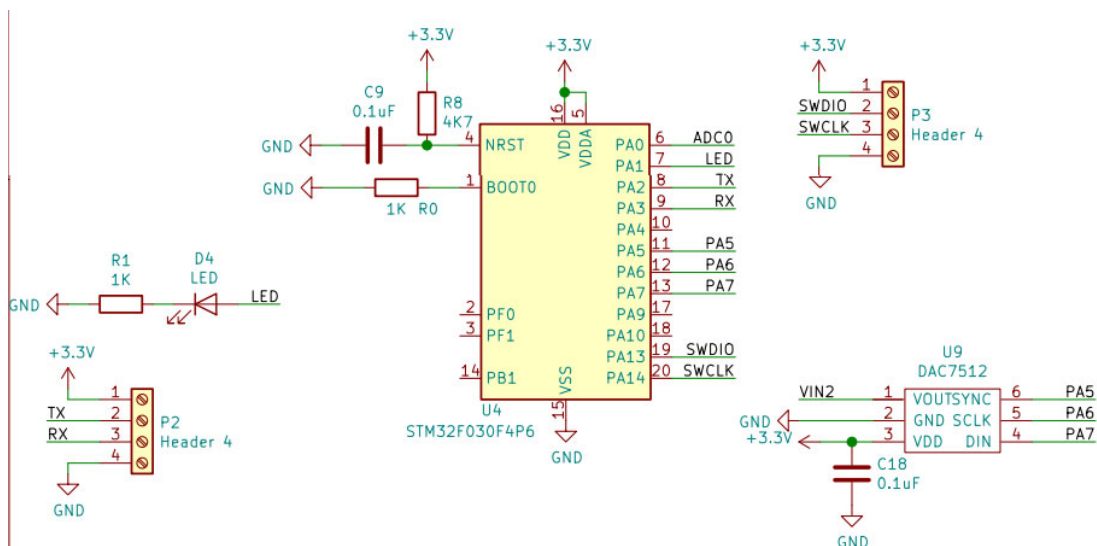 +3.3V
C9
0.1uF
R8
4K7
GND
4
NRST
GND
1K R0
1
BOOT0
+3.3V
16
5
VDD
VDDA
PA0
6
ADC0
PA1
7
LED
PA2
8
TX
PA3
9
RX
PA4
10
PA5
11
PA5
PA6
12
PA6
PA7
13
PA7
PA9
17
PA10
18
PA13
19
SWDIO
PA14
20
SWCLK
2
PF0
3
PF1
14
PB1
VSS
15
U4
STM32F030F4P6
GND
+3.3V
1
SWDIO
2
SWCLK
3
4
P3
Header 4
GND
R1
1K
D4
LED
GND
LED
+3.3V
1
TX
2
RX
3
4
P2
Header 4
GND
U9
DAC7512
VIN2
1
VOUT
SYNC
6
PA5
GND
2
GND
SCLK
5
PA6
+3.3V
3
VDD
DIN
4
PA7
C18
0.1uF
GND